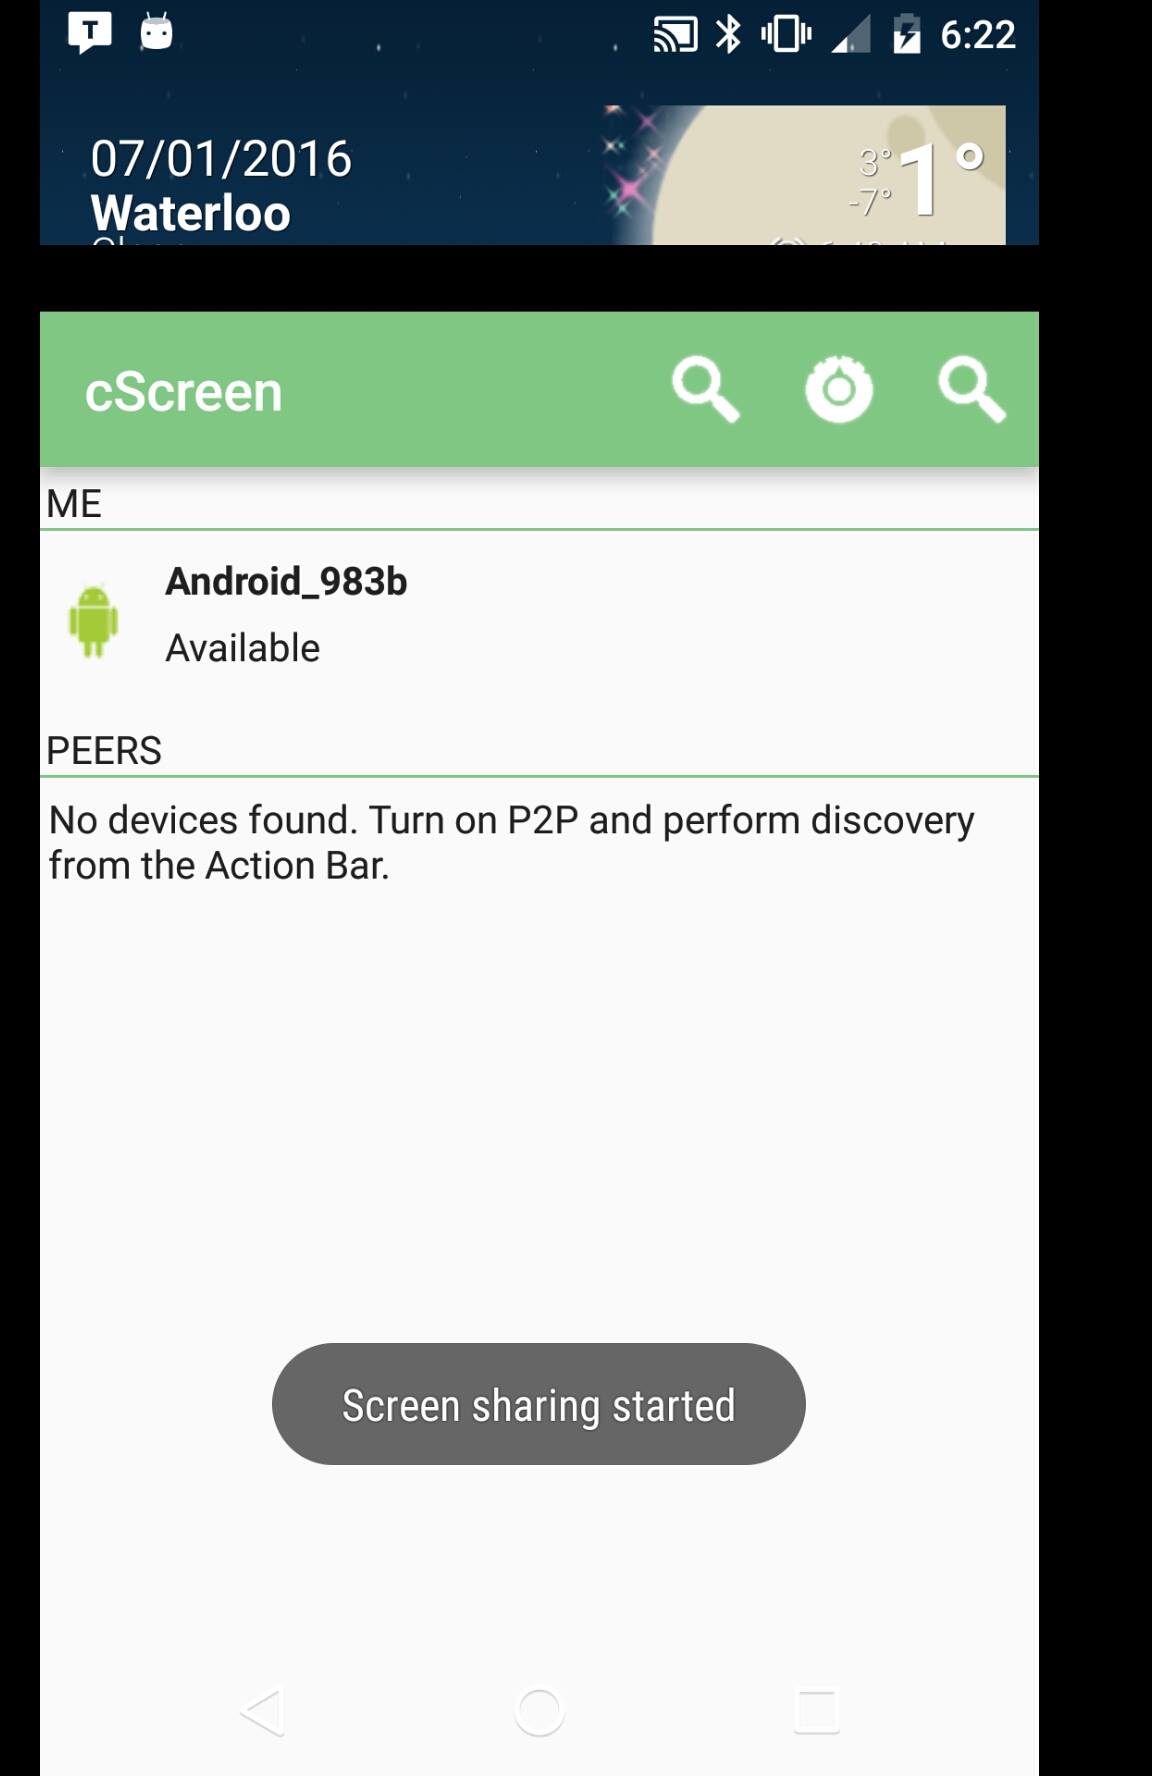 6:22
07/01/2016
Waterloo
3°
-7°
1°
cScreen
ME
Android_983b
Available
PEERS
No devices found. Turn on P2P and perform discovery
from the Action Bar.
Screen sharing started